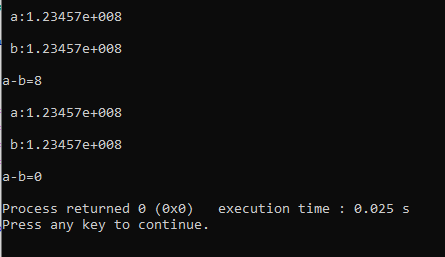 a:1.23457e+008
b:1.23457e+008
a-b=8
a:1.23457e+008
b:1.23457e+008
a-b=0
Process returned 0 (0x0)   execution time : 0.025 s
Press any key to continue.